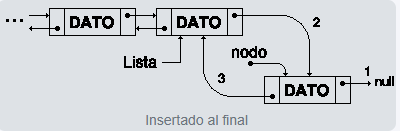 ...
DATO
DATO
2
Lista
nodo
3
DATO
1
null
Insertado al final